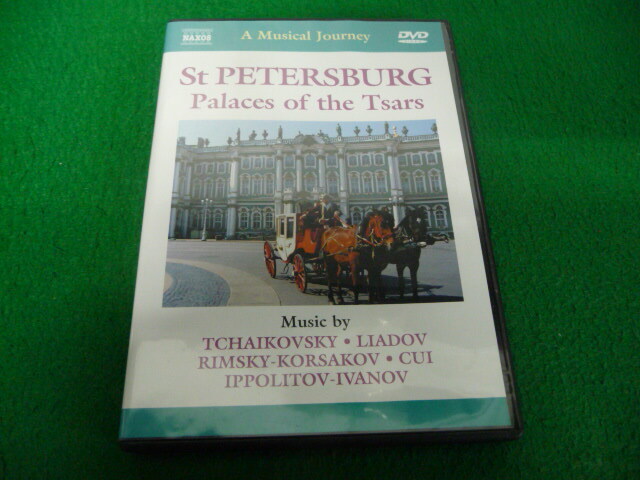 NAXOS
A Musical Journey
DVD
St PETERSBURG
Palaces of the Tsars
Music by
TCHAIKOVSKY • LIADOV
RIMSKY-KORSAKOV • CUI
IPPOLITOV-IVANOV